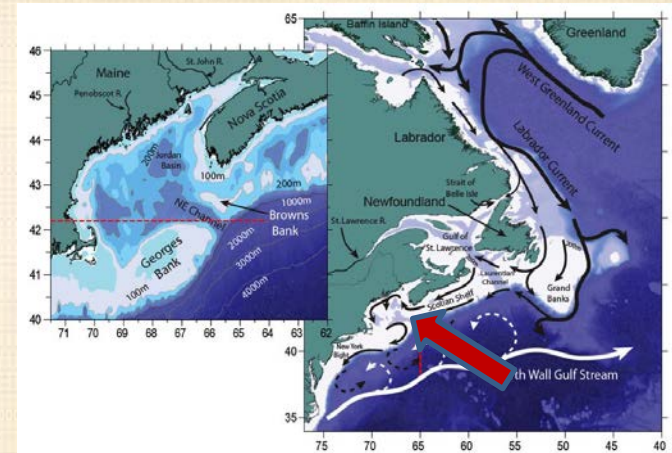 46
45
44
43
42
41
40
71
70
69
68
67
66
65
64
63
62
Maine
St. John R.
Penobscot R.
Nova Scotia
200m
Jordan
Basin
100m
200m
1000m
NE Channel
Browns
Bank
Georges
Bank
2000m
3000m
4000m
100m
65
60
55
50
45
40
35
75
70
65
60
55
50
45
40
Baffin Island
Greenland
West Greenland Current
Labrador
Labrador Current
Strait of
Belle Isle
Newfoundland
St. Lawrence R.
Gulf of
St. Lawrence
Laurentian
Channel
Grand
Banks
Scotian Shelf
New York
Bight
th Wall Gulf Stream